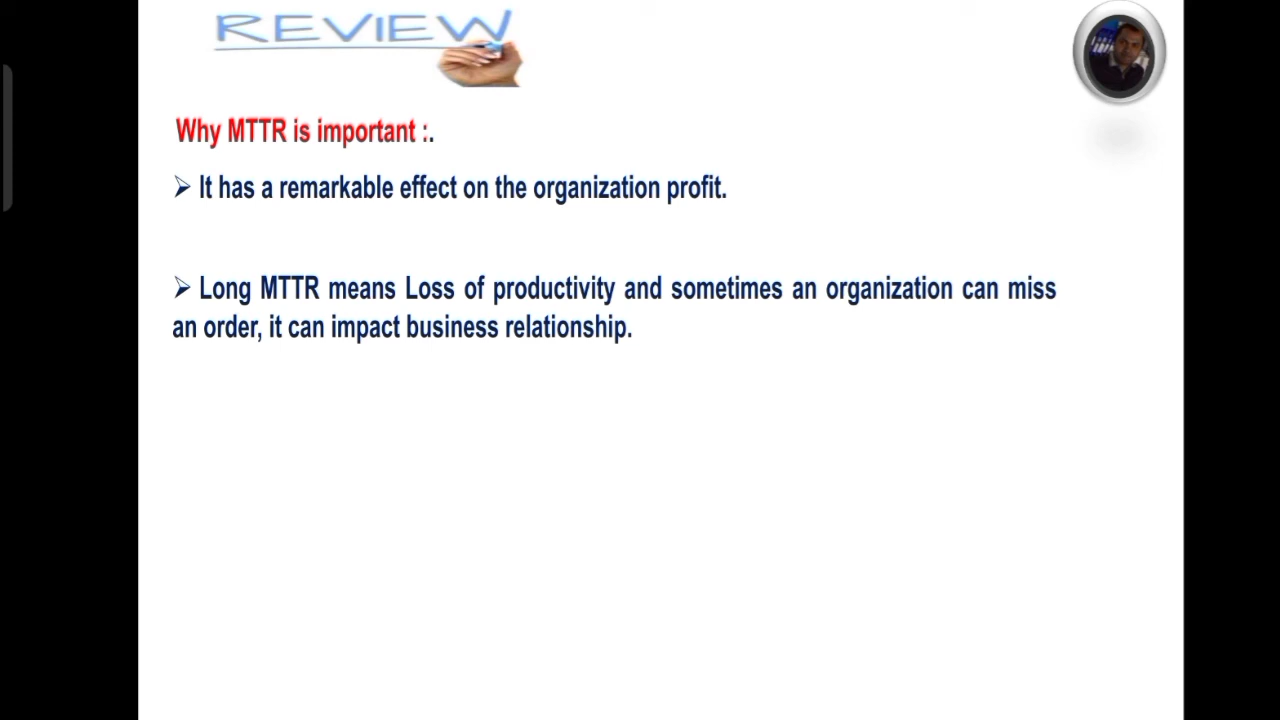 REVIEW
Why MTTR is important :.
➢ It has a remarkable effect on the organization profit.
➢ Long MTTR means Loss of productivity and sometimes an organization can miss
an order, it can impact business relationship.